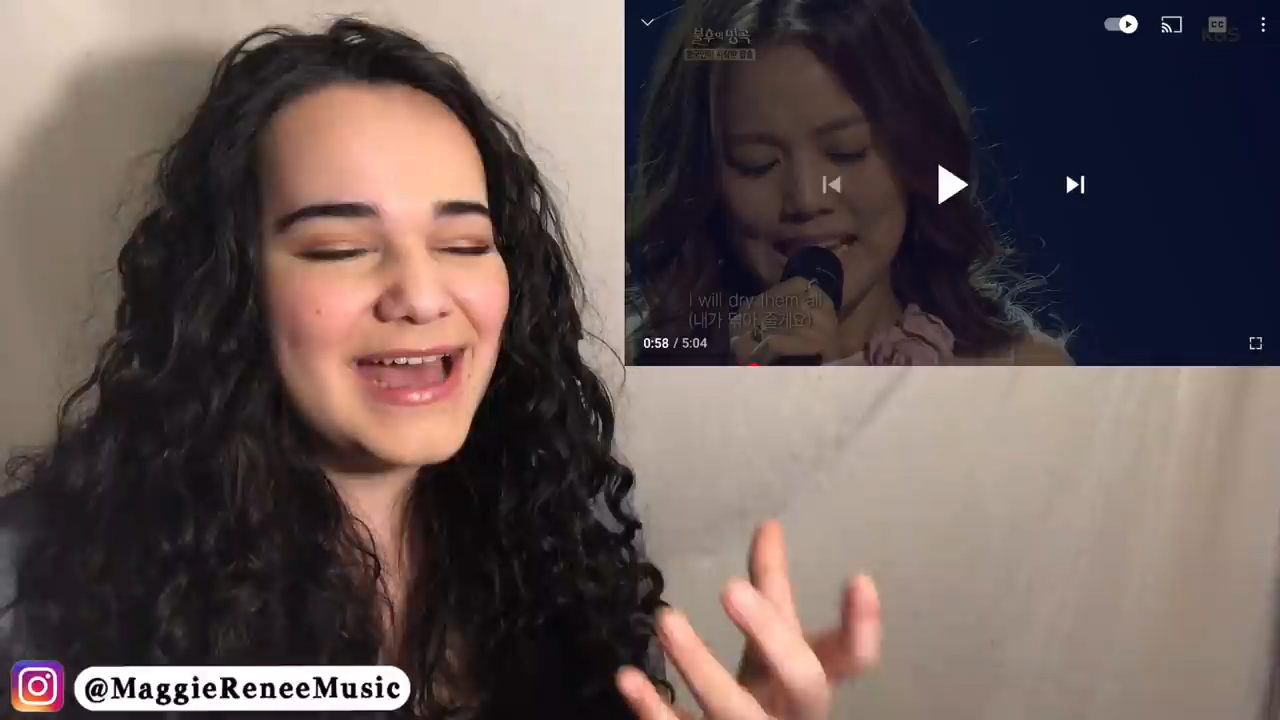 불후의 명곡
KBS
I will dry them all
(내가 닦아 줄게요)
0:58 / 5:04
@MaggieReneeMusic